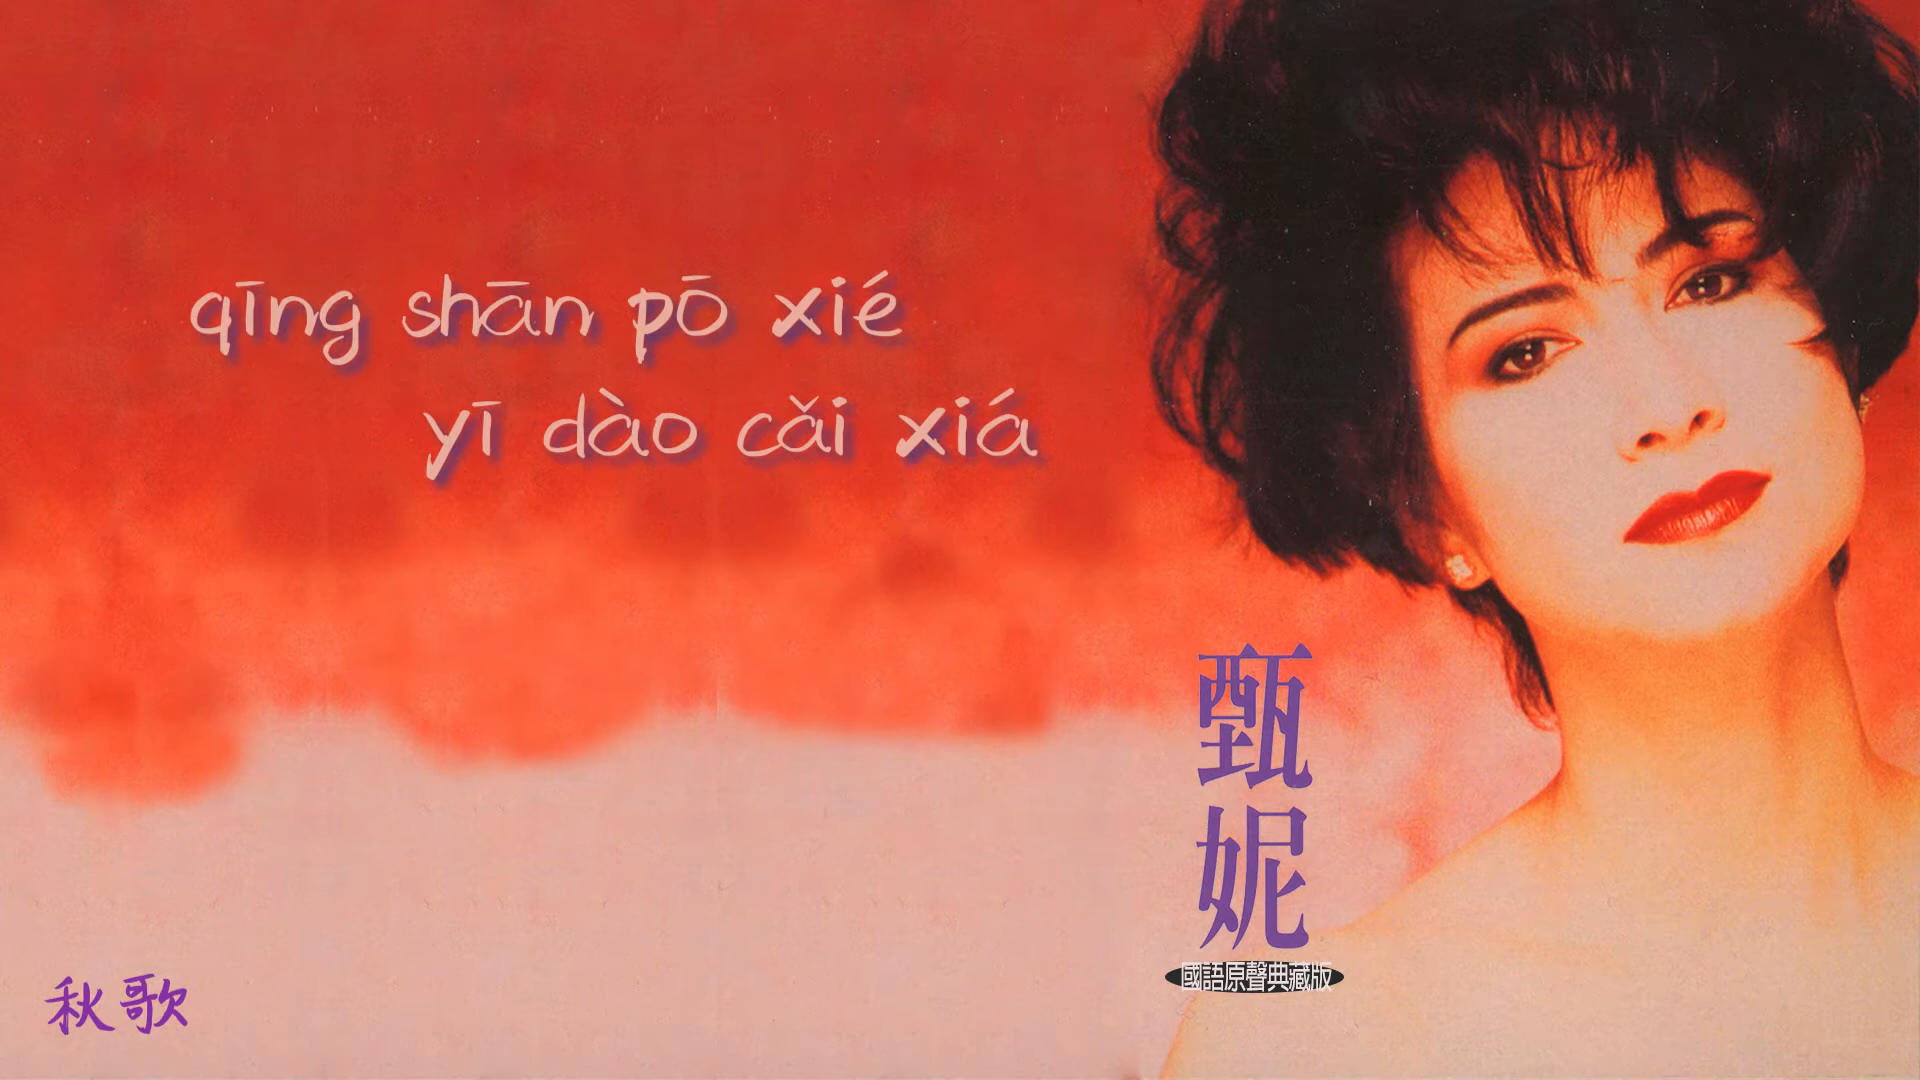 qīng shān pō xié
yī dào cǎi xiá
甄妮
國語原聲典藏版
秋歌